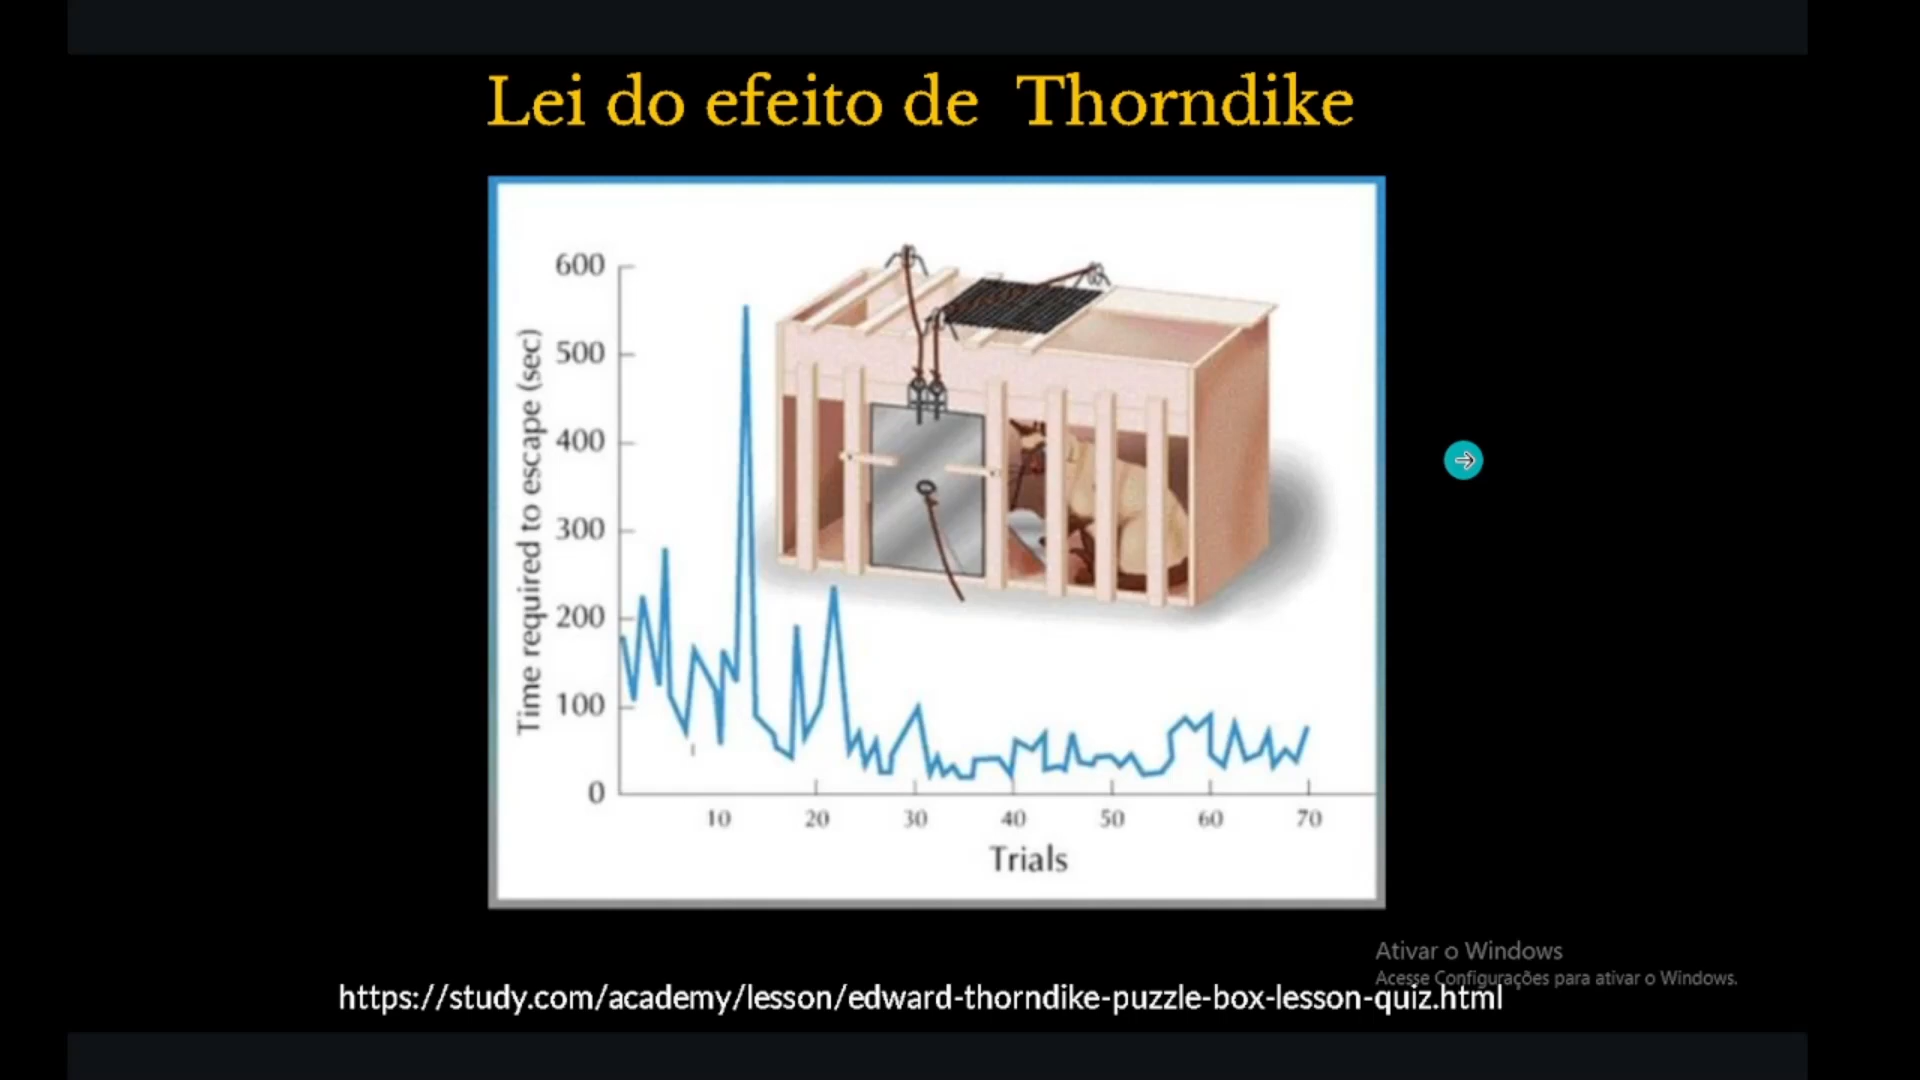 Lei do efeito de Thorndike
600
500
400
300
200
100
0
Time required to escape (sec)
10 20 30 40 50 60 70
Trials
Ativar o Windows
Acesse Configurações para ativar o Windows.
https://study.com/academy/lesson/edward-thorndike-puzzle-box-lesson-quiz.html